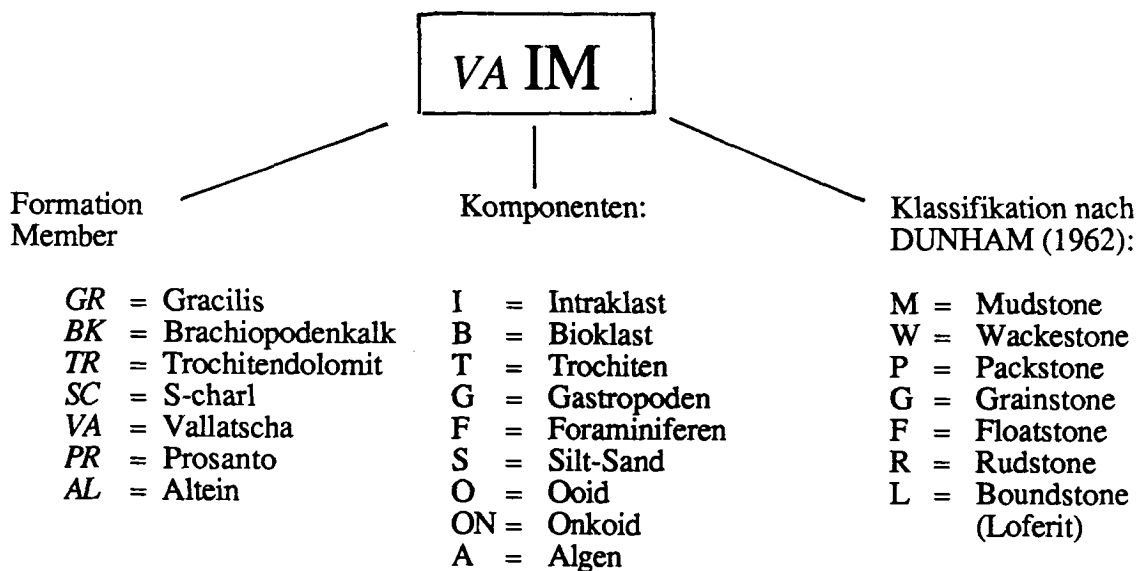 VA IM
Formation
Member
GR = Gracilis
BK = Brachiopodenkalk
TR = Trochitendolomit
SC = S-charl
VA = Vallatscha
PR = Prosanto
AL = Altein
Komponenten:
I = Intraklast
B = Bioklast
T = Trochiten
G = Gastropoden
F = Foraminiferen
S = Silt-Sand
O = Ooid
ON = Onkoid
A = Algen
Klassifikation nach
DUNHAM (1962):
M = Mudstone
W = Wackestone
P = Packstone
G = Grainstone
F = Floatstone
R = Rudstone
L = Boundstone
(Loferit)